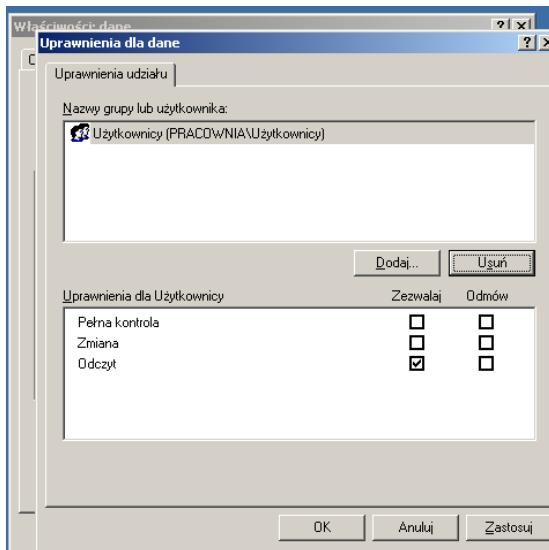 Właściwości: dane
Uprawnienia dla dane
Uprawnienia udziału
Nazwy grupy lub użytkownika:
Użytkownicy (PRACOWNIA\Użytkownicy)
Dodaj... Usuń
Uprawnienia dla Użytkownicy Zezwalaj Odmów
Pełna kontrola
Zmiana
Odczyt
OK Anuluj Zastosuj